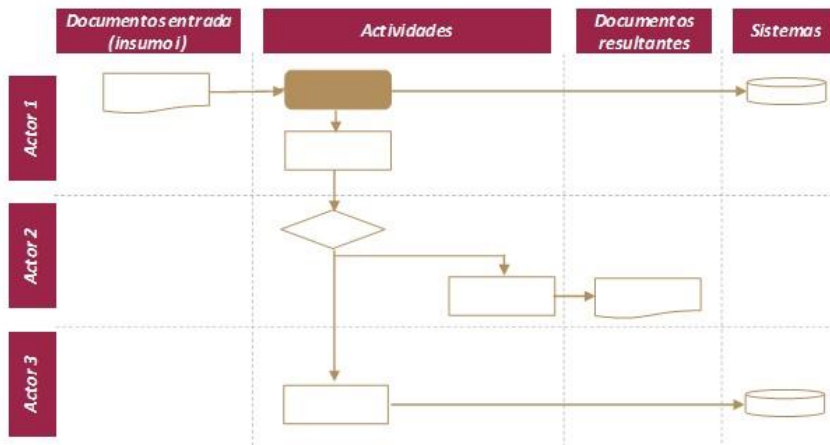 Documentos entrada
(insumo i)
Actividades
Documentos
resultantes
Sistemas
Actor 1
Actor 2
Actor 3